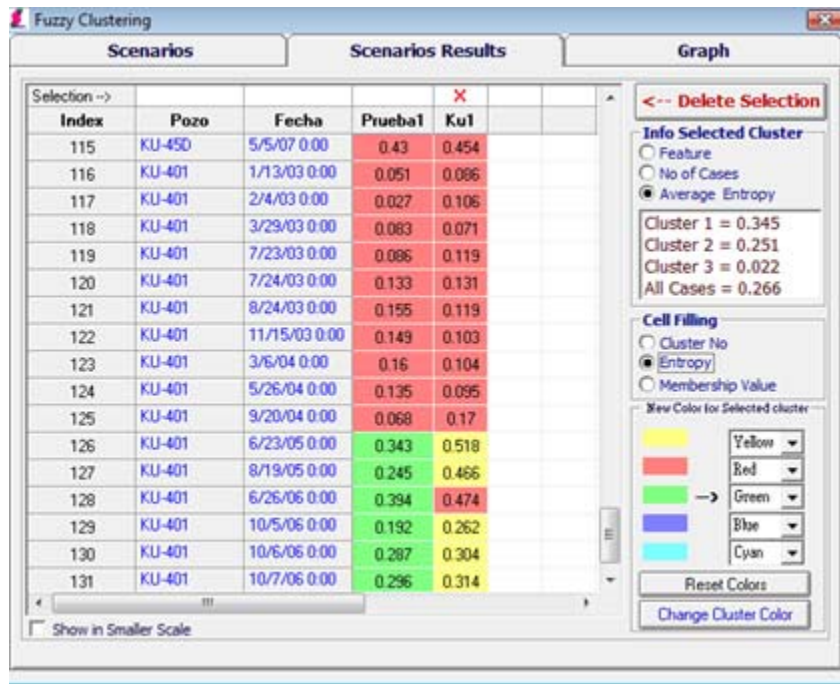 Fuzzy Clustering
Scenarios Scenarios Results Graph
Selection -->
Index Pozo Fecha Prueba1 Ku1
115 KU-45D 5/5/07 0:00 0.43 0.454
116 KU-401 1/13/03 0:00 0.051 0.086
117 KU-401 2/4/03 0:00 0.027 0.106
118 KU-401 3/29/03 0:00 0.083 0.071
119 KU-401 7/23/03 0:00 0.086 0.119
120 KU-401 7/24/03 0:00 0.133 0.131
121 KU-401 8/24/03 0:00 0.155 0.119
122 KU-401 11/15/03 0:00 0.149 0.103
123 KU-401 3/6/04 0:00 0.16 0.104
124 KU-401 5/26/04 0:00 0.135 0.095
125 KU-401 9/20/04 0:00 0.068 0.17
126 KU-401 6/23/05 0:00 0.343 0.518
127 KU-401 8/19/05 0:00 0.245 0.466
128 KU-401 6/26/06 0:00 0.394 0.474
129 KU-401 10/5/06 0:00 0.192 0.262
130 KU-401 10/6/06 0:00 0.287 0.304
131 KU-401 10/7/06 0:00 0.296 0.314
Show in Smaller Scale
<-- Delete Selection
Info Selected Cluster
Feature
No of Cases
Average Entropy
Cluster 1 = 0.345
Cluster 2 = 0.251
Cluster 3 = 0.022
All Cases = 0.266
Cell Filling
Cluster No
Entropy
Membership Value
New Color for Selected cluster
Yellow
Red
--> Green
Blue
Cyan
Reset Colors
Change Cluster Color